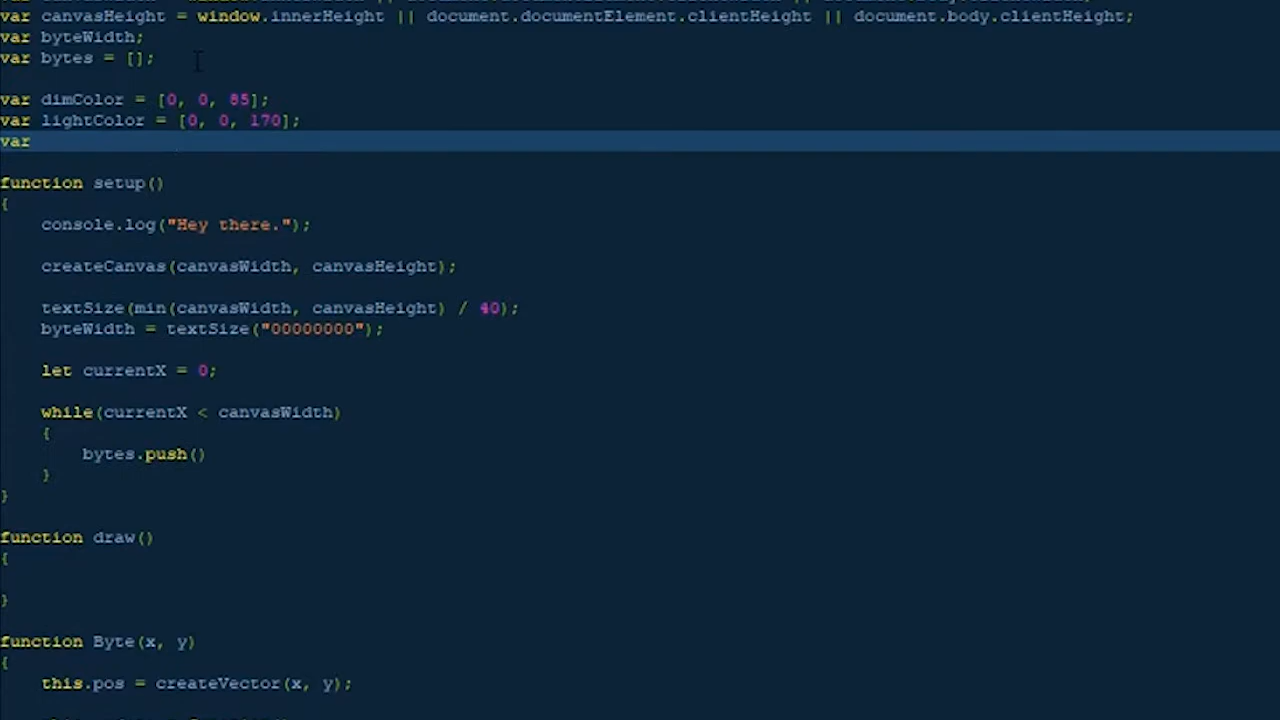 var canvasHeight = window.innerHeight || document.documentElement.clientHeight || document.body.clientHeight;
var byteWidth;
var bytes = [];
var dimColor = [0, 0, 85];
var lightColor = [0, 0, 170];
var
function setup()
{
console.log("Hey there.");
createCanvas(canvasWidth, canvasHeight);
textSize(min(canvasWidth, canvasHeight) / 40);
byteWidth = textSize("00000000");
let currentX = 0;
while(currentX < canvasWidth)
{
bytes.push()
}
}
function draw()
{
}
function Byte(x, y)
{
this.pos = createVector(x, y);